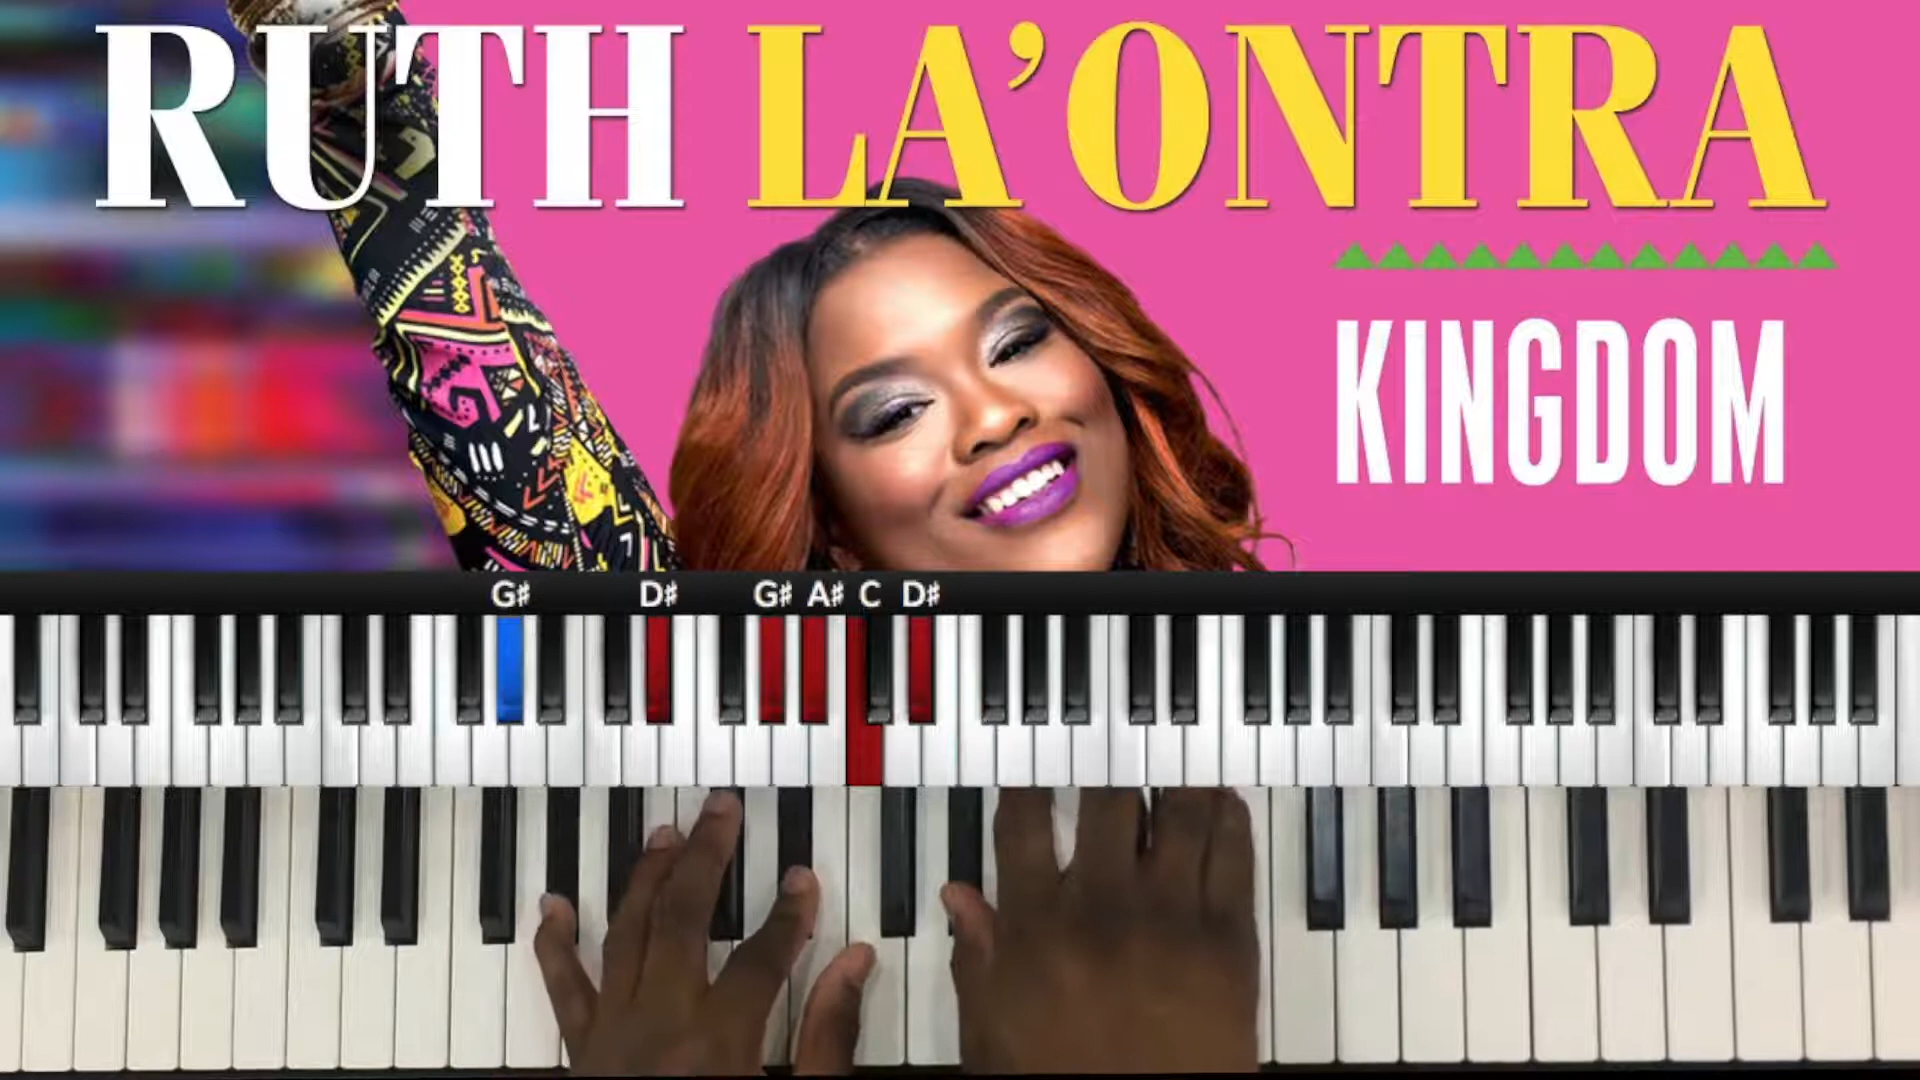 RUTH LA’ONTRA
KINGDOM
G♯ D♯ G♯ A♯ C D♯